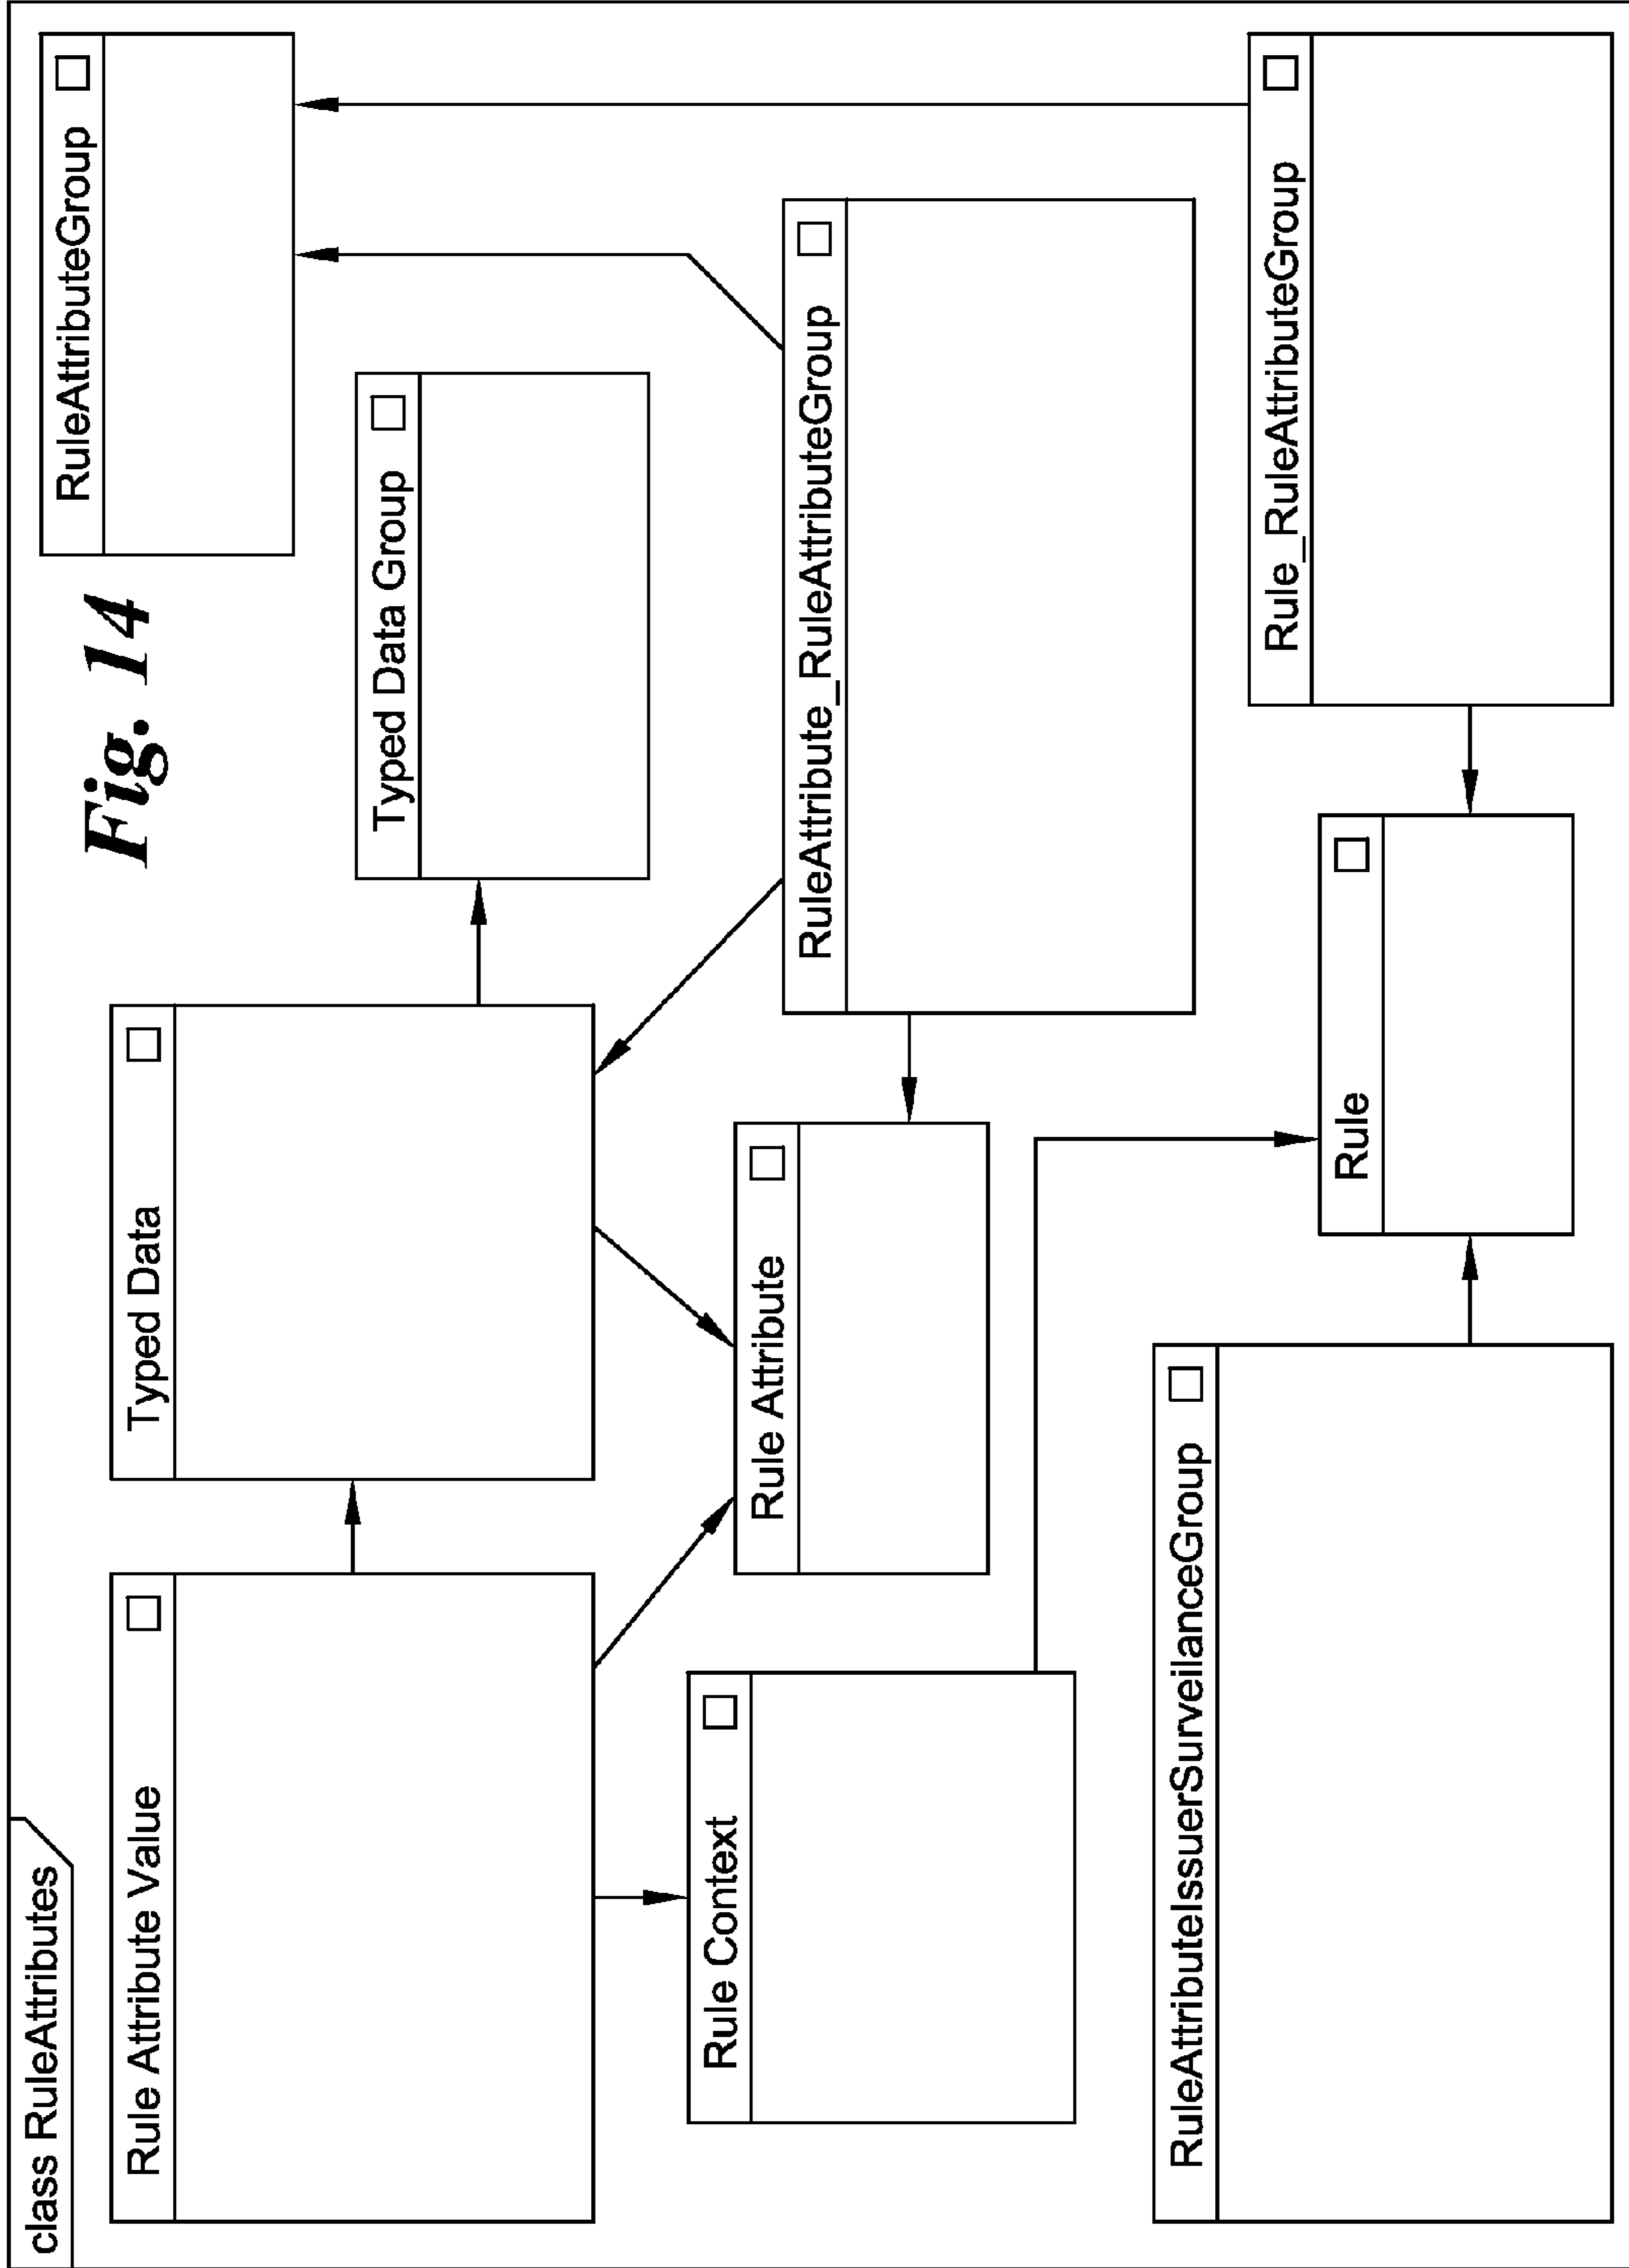 class RuleAttributes
Fig. 14
RuleAttributeGroup
Rule Attribute Value
Typed Data
Typed Data Group
Rule Context
Rule Attribute
RuleAttribute_RuleAttributeGroup
RuleAttributeIssuerSurveilanceGroup
Rule
Rule_RuleAttributeGroup